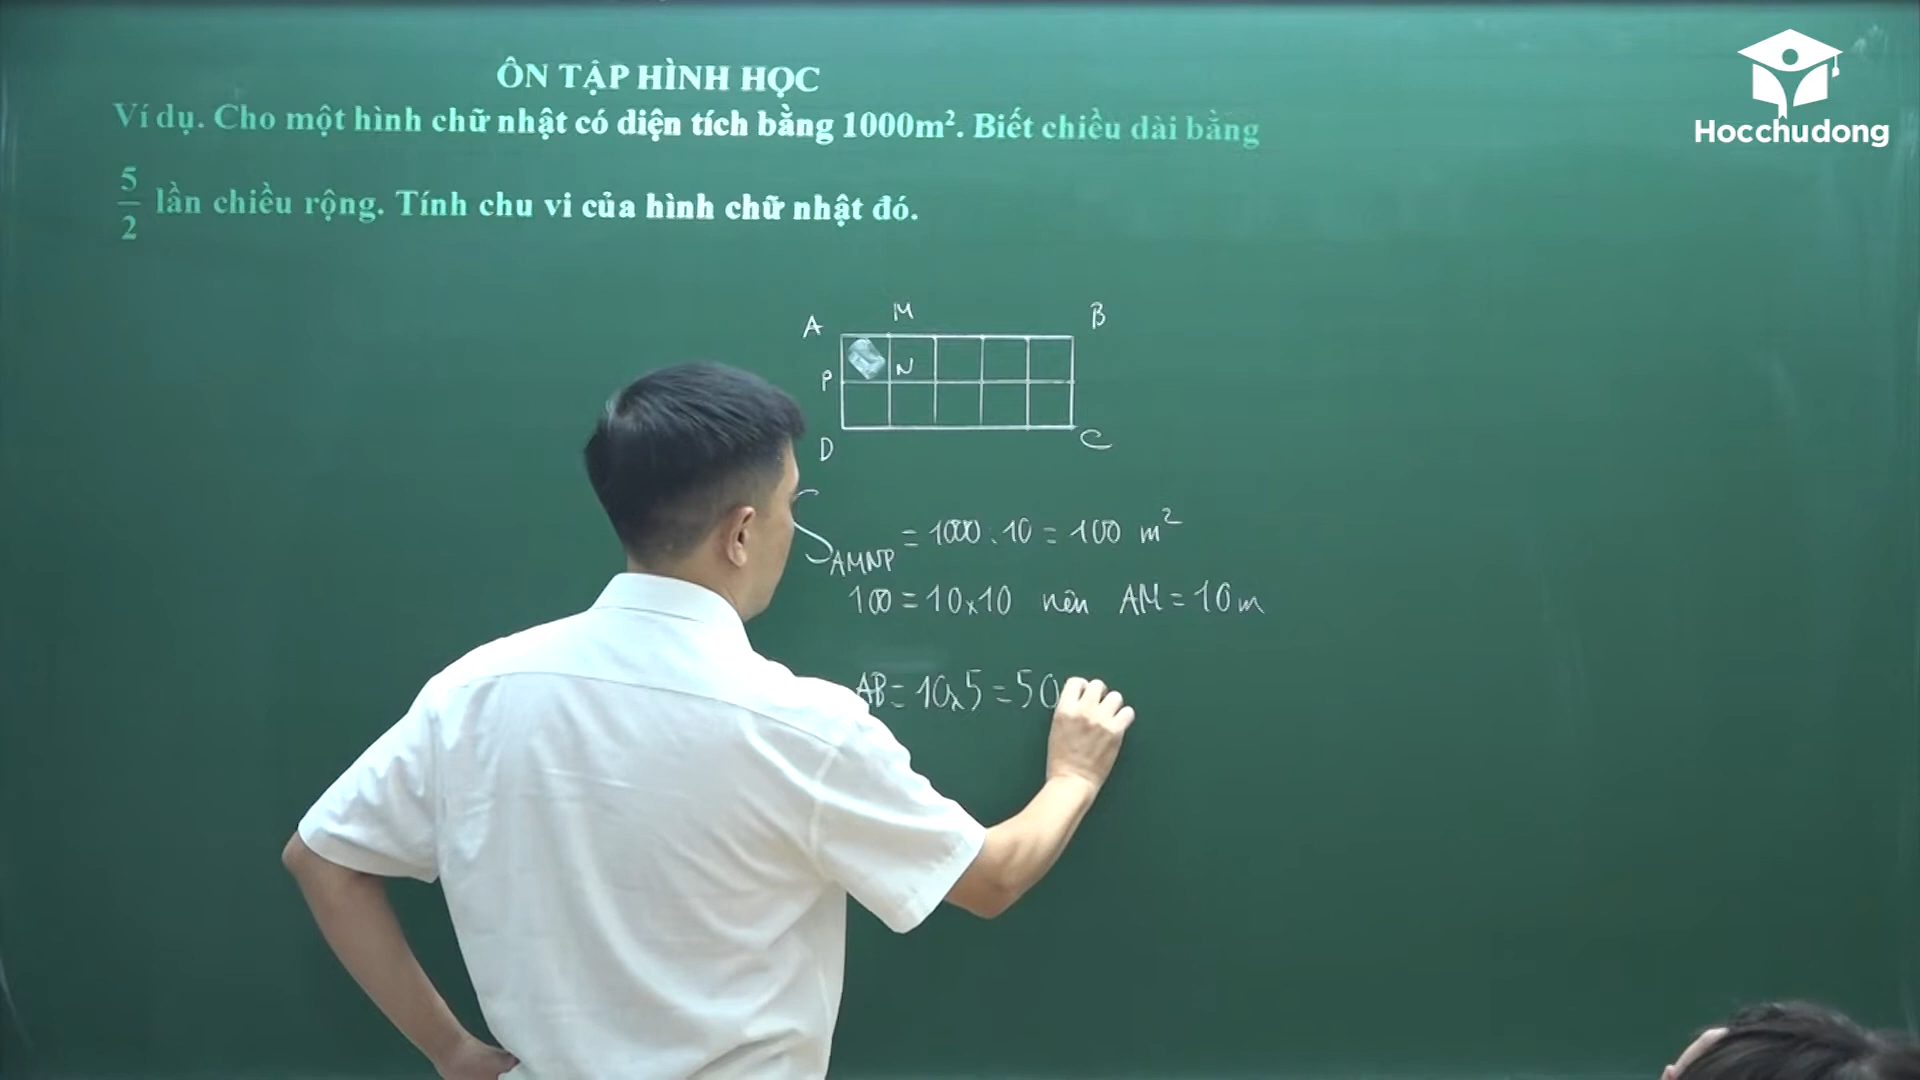 ÔN TẬP HÌNH HỌC
Hocchudong
Ví dụ. Cho một hình chữ nhật có diện tích bằng 1000m². Biết chiều dài bằng
5/2 lần chiều rộng. Tính chu vi của hình chữ nhật đó.
A M B
P N
D C
S AMNP = 1000 : 10 = 100 m²
100 = 10x10 nên AM = 10m
AB = 10x5 = 50